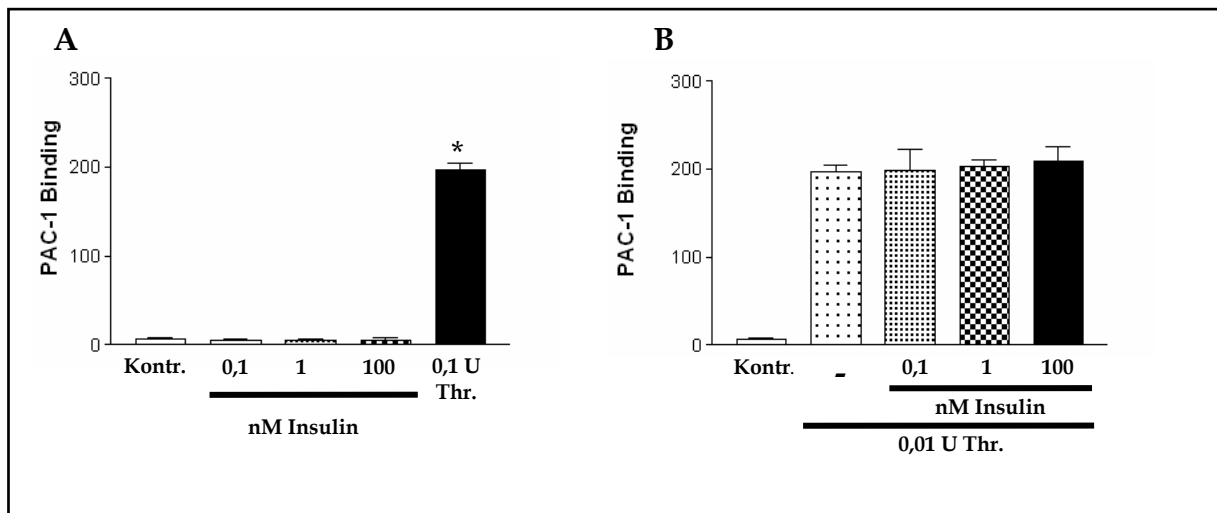 A
300
200
100
0
PAC-1 Binding
*
Kontr. 0,1 1 100 0,1 U
Thr.
nM Insulin
B
300
200
100
0
PAC-1 Binding
Kontr. - 0,1 1 100
nM Insulin
0,01 U Thr.